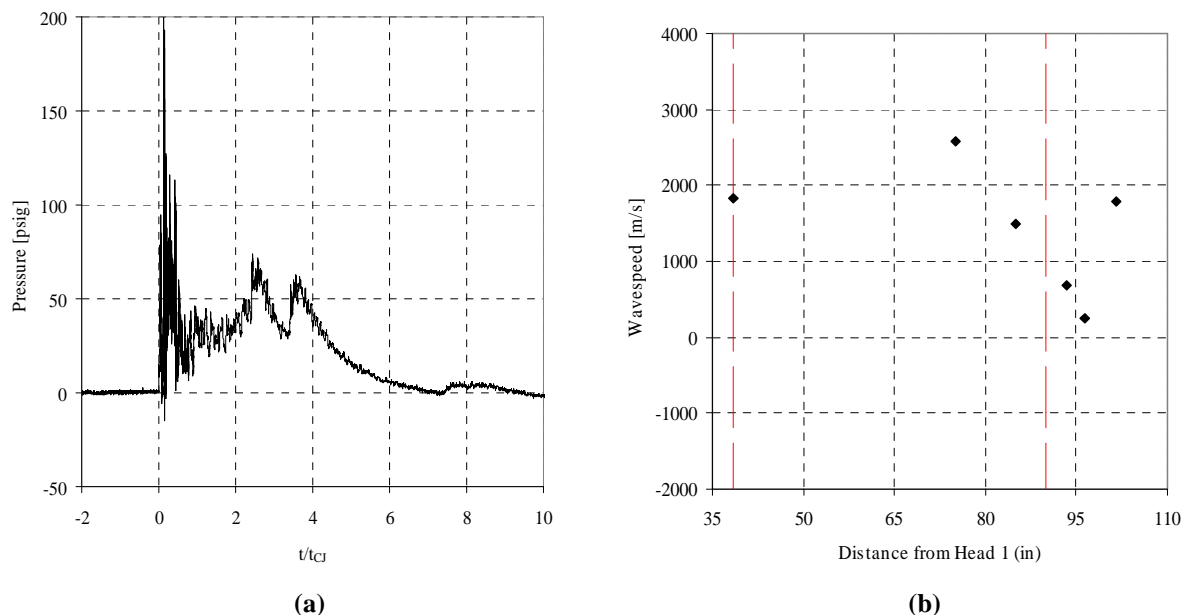 200
150
100
50
0
-50
Pressure [psig]
-2 0 2 4 6 8 10
t/tCJ
(a)
4000
3000
2000
1000
0
-1000
-2000
Wavespeed [m/s]
35 50 65 80 95 110
Distance from Head 1 (in)
(b)